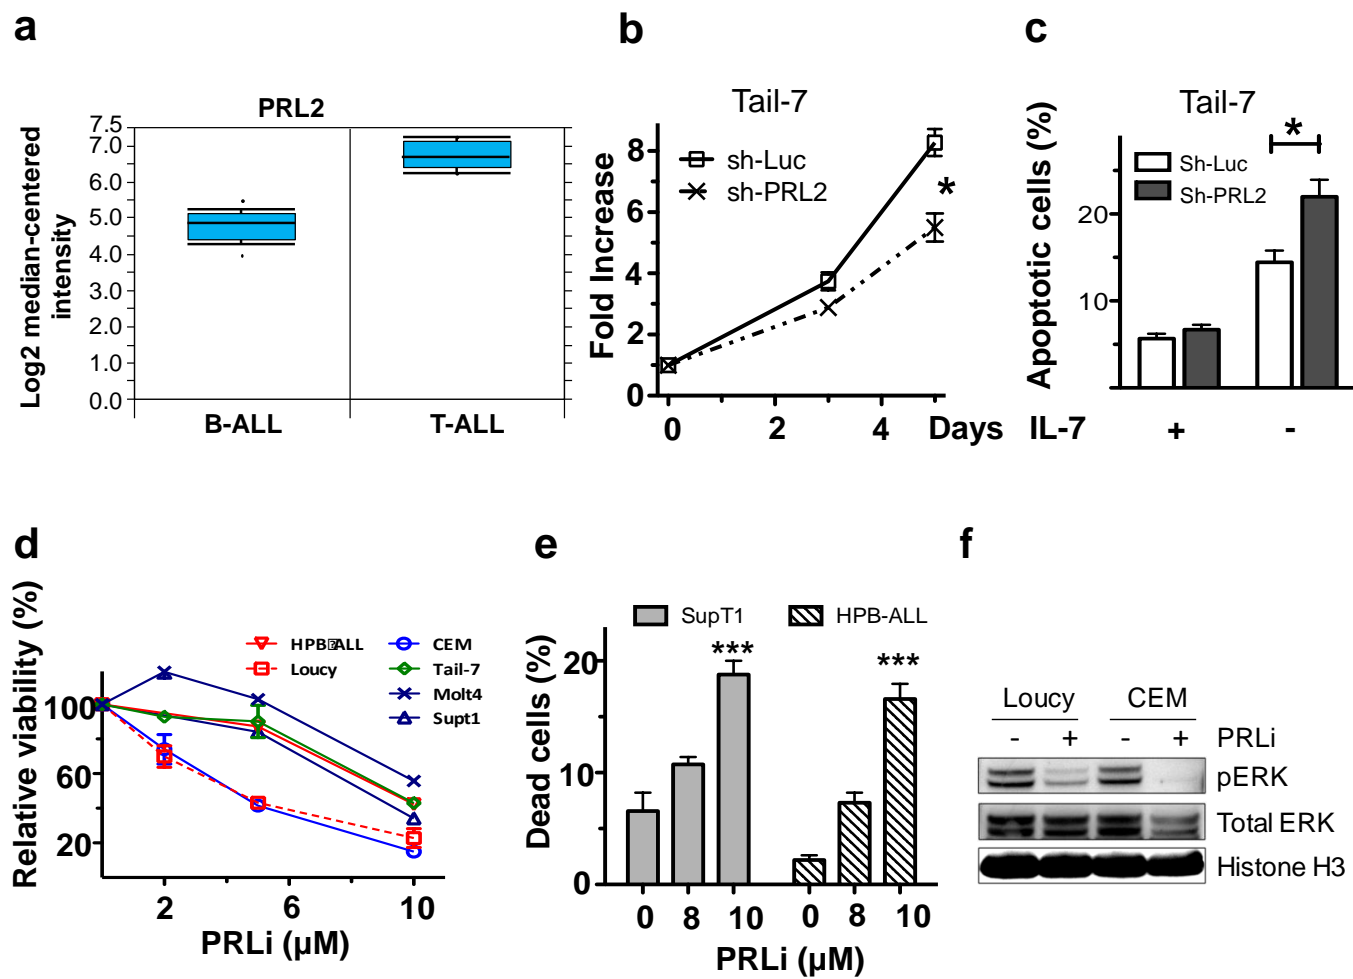 a
PRL2
Log2 median-centered
intensity
7.5
7.0
6.0
5.0
4.0
3.0
2.0
1.0
0.0
B-ALL
T-ALL
b
Tail-7
sh-Luc
sh-PRL2
*
Fold Increase
8
6
4
2
0
0
2
4
Days
c
Tail-7
*
Sh-Luc
Sh-PRL2
Apoptotic cells (%)
20
10
IL-7
+
-
d
Relative viability (%)
HPB-ALL
Loucy
CEM
Tail-7
Molt4
Supt1
100
60
20
2
6
10
PRLi (µM)
e
SupT1
HPB-ALL
Dead cells (%)
20
10
0
***
***
0
8
10
0
8
10
PRLi (µM)
f
Loucy
CEM
- + - +
PRLi
pERK
Total ERK
Histone H3